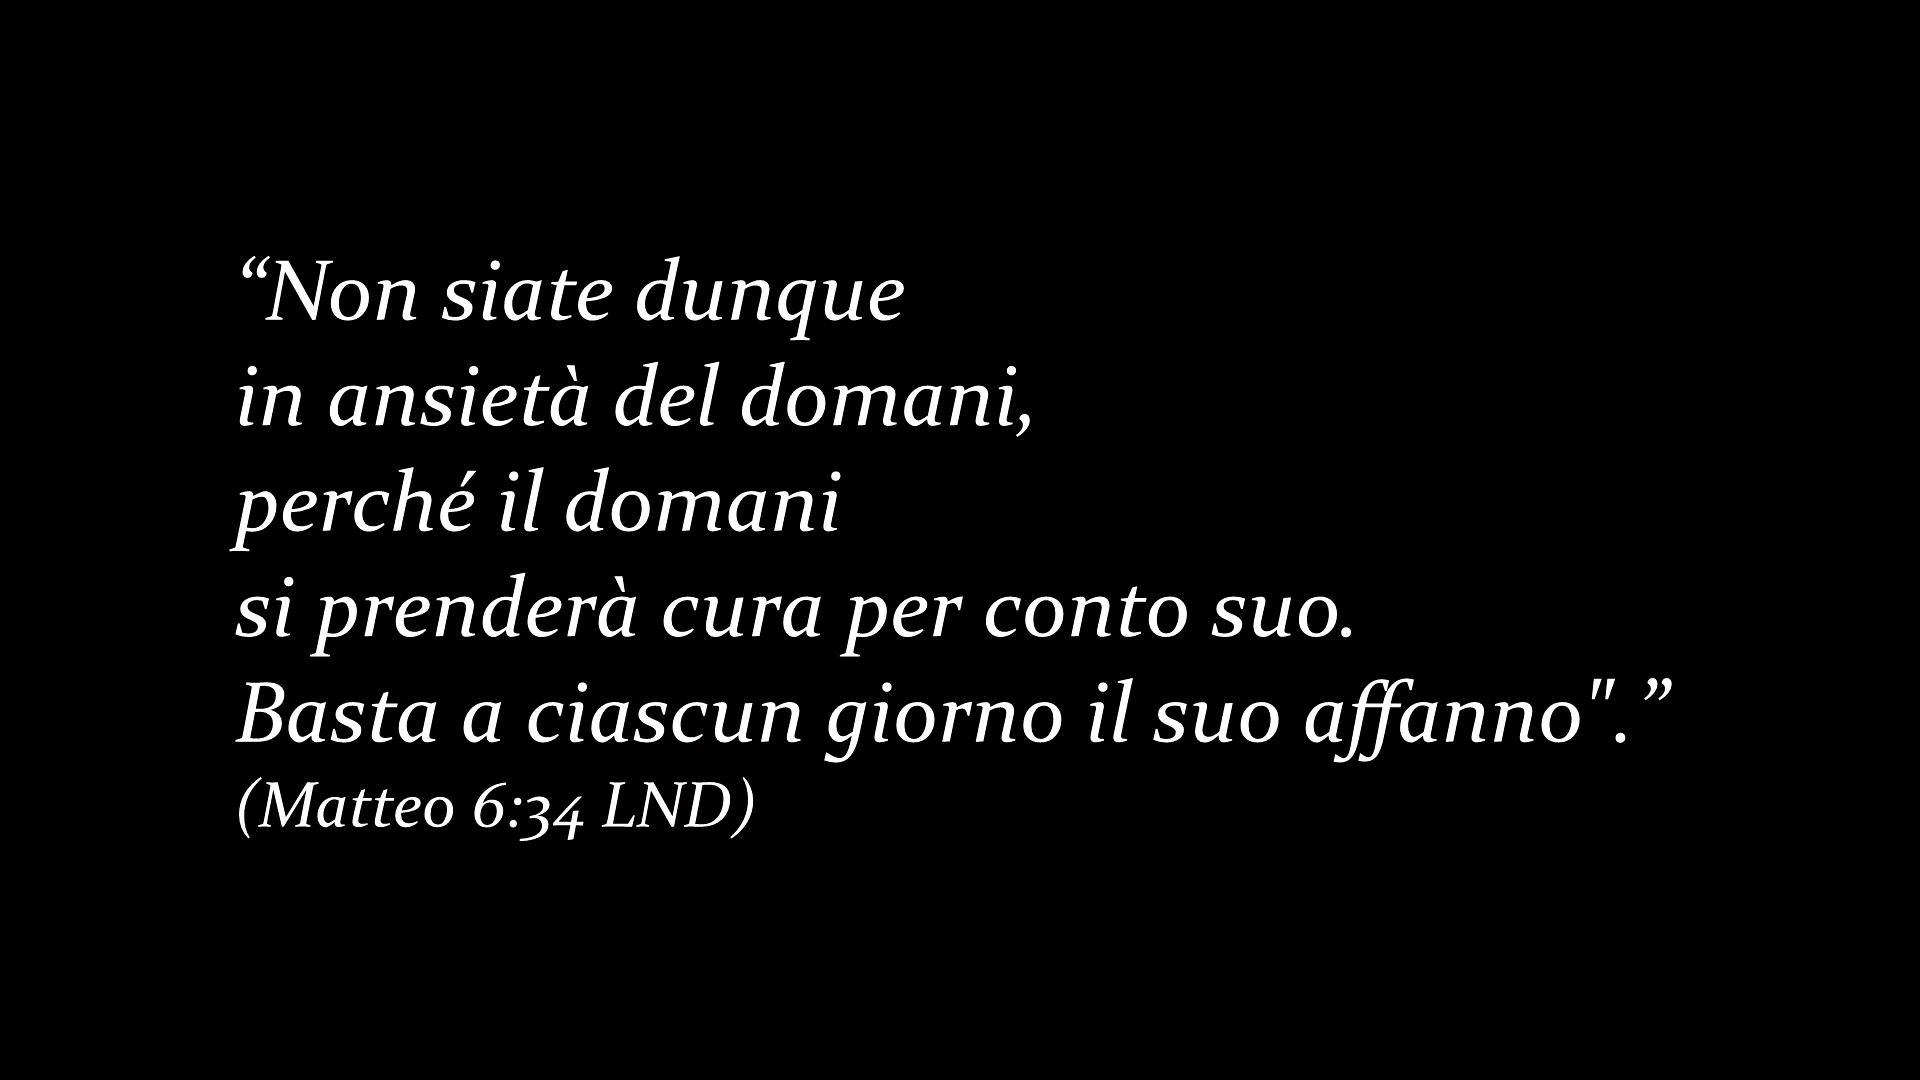 “Non siate dunque
in ansietà del domani,
perché il domani
si prenderà cura per conto suo.
Basta a ciascun giorno il suo affanno".”
(Matteo 6:34 LND)